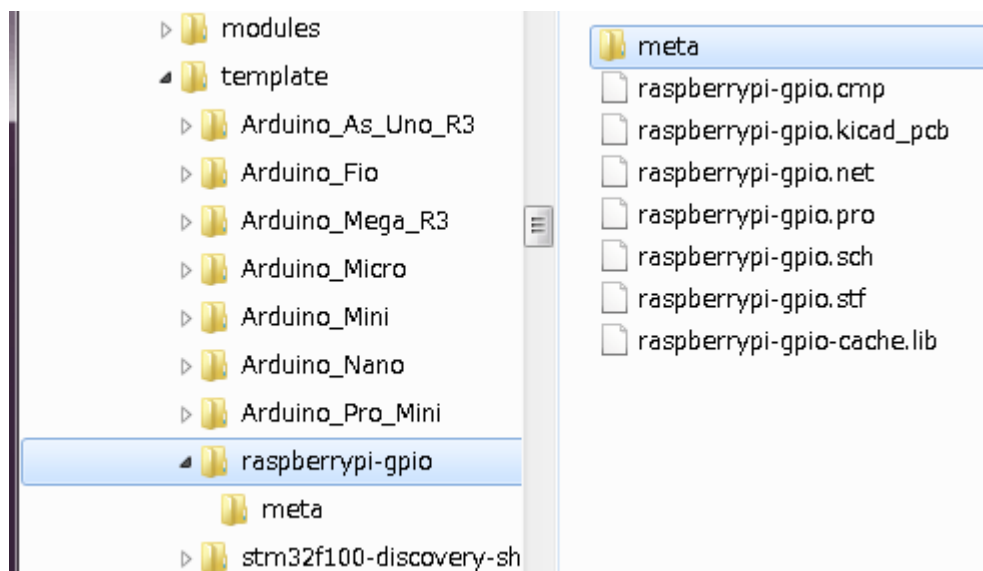 modules
template
Arduino_As_Uno_R3
Arduino_Fio
Arduino_Mega_R3
Arduino_Micro
Arduino_Mini
Arduino_Nano
Arduino_Pro_Mini
raspberrypi-gpio
meta
stm32f100-discovery-sh
meta
raspberrypi-gpio.cmp
raspberrypi-gpio.kicad_pcb
raspberrypi-gpio.net
raspberrypi-gpio.pro
raspberrypi-gpio.sch
raspberrypi-gpio.stf
raspberrypi-gpio-cache.lib